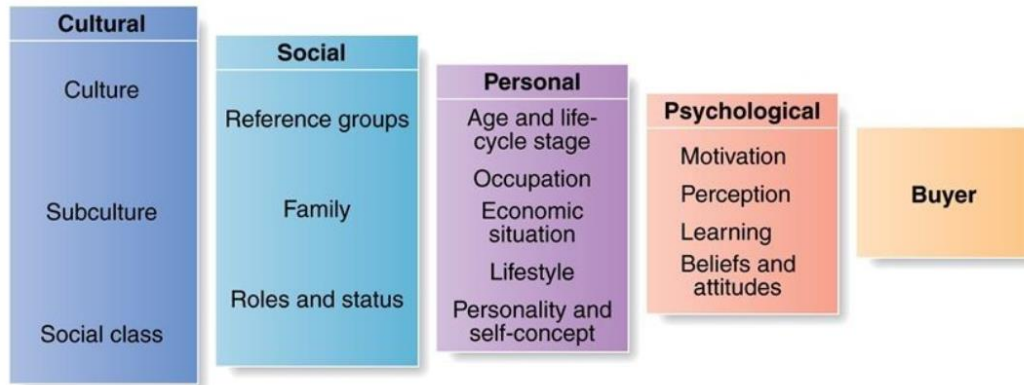 Cultural
Culture
Subculture
Social class
Social
Reference groups
Family
Roles and status
Personal
Age and life-
cycle stage
Occupation
Economic
situation
Lifestyle
Personality and
self-concept
Psychological
Motivation
Perception
Learning
Beliefs and
attitudes
Buyer